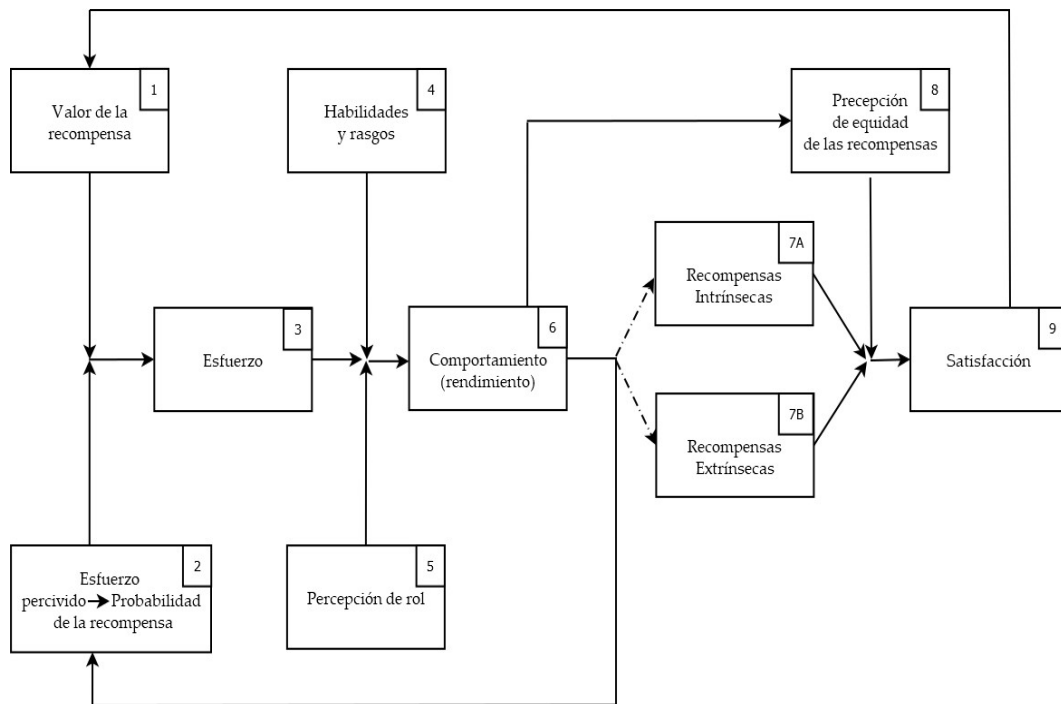 1
Valor de la
recompensa
4
Habilidades
y rasgos
8
Precepción
de equidad
de las recompensas
7A
Recompensas
Intrínsecas
3
Esfuerzo
6
Comportamiento
(rendimiento)
9
Satisfacción
7B
Recompensas
Extrínsecas
2
Esfuerzo
percivido Probabilidad
de la recompensa
5
Percepción de rol